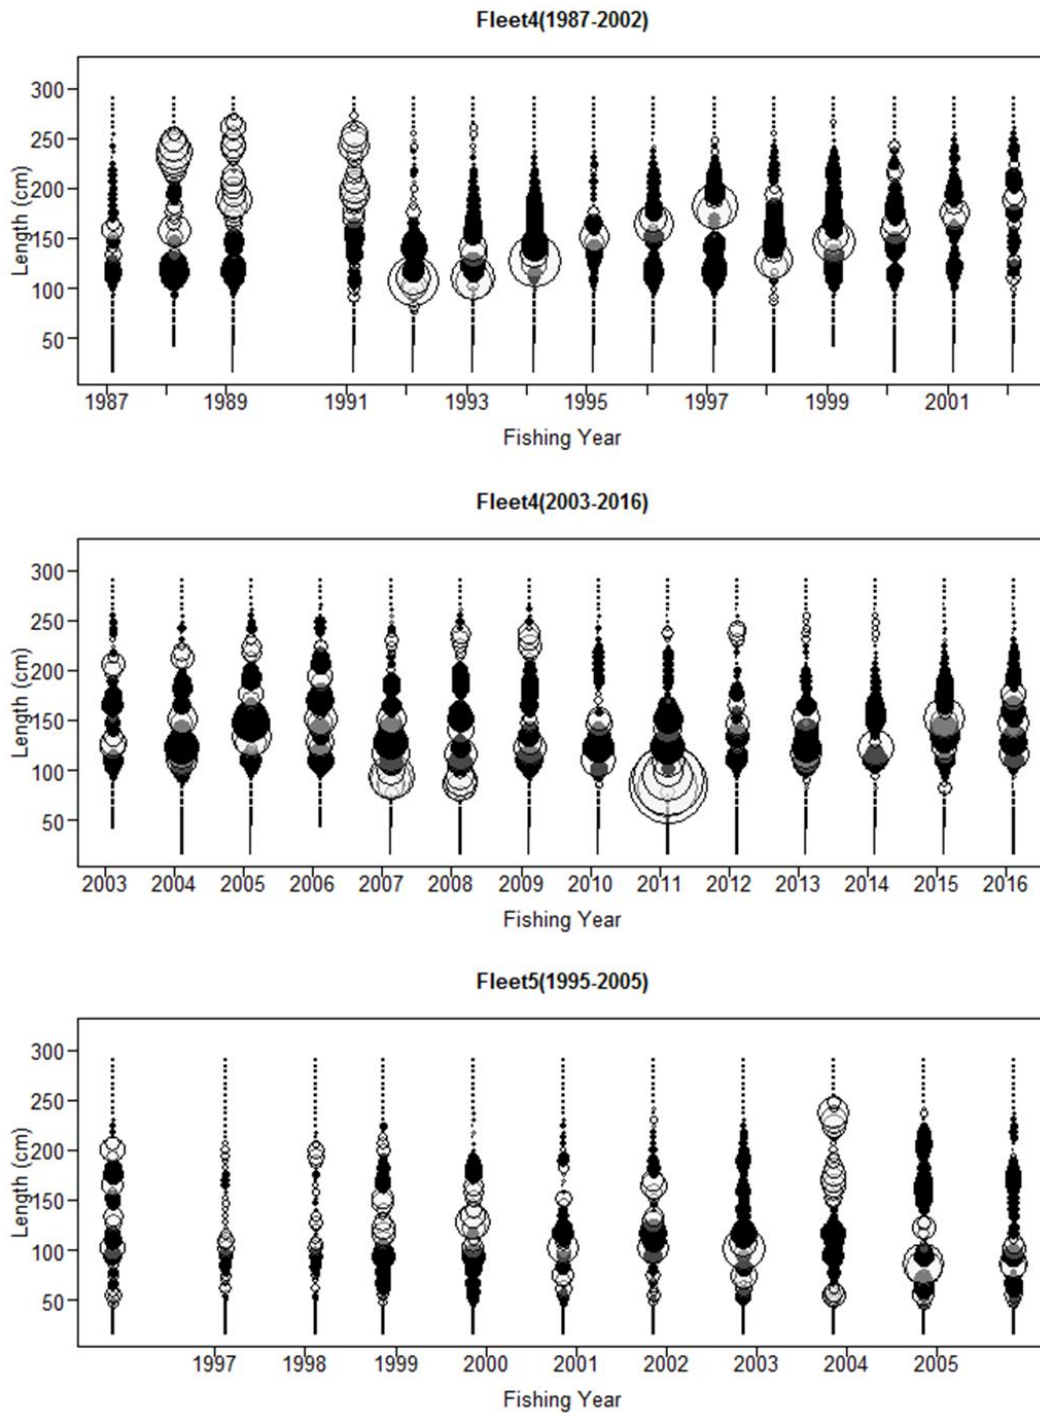 Fleet4(1987-2002)
300
250
200
150
100
50
Length (cm)
1987 1989 1991 1993 1995 1997 1999 2001
Fishing Year
Fleet4(2003-2016)
300
250
200
150
100
50
Length (cm)
2003 2004 2005 2006 2007 2008 2009 2010 2011 2012 2013 2014 2015 2016
Fishing Year
Fleet5(1995-2005)
300
250
200
150
100
50
Length (cm)
1997 1998 1999 2000 2001 2002 2003 2004 2005
Fishing Year